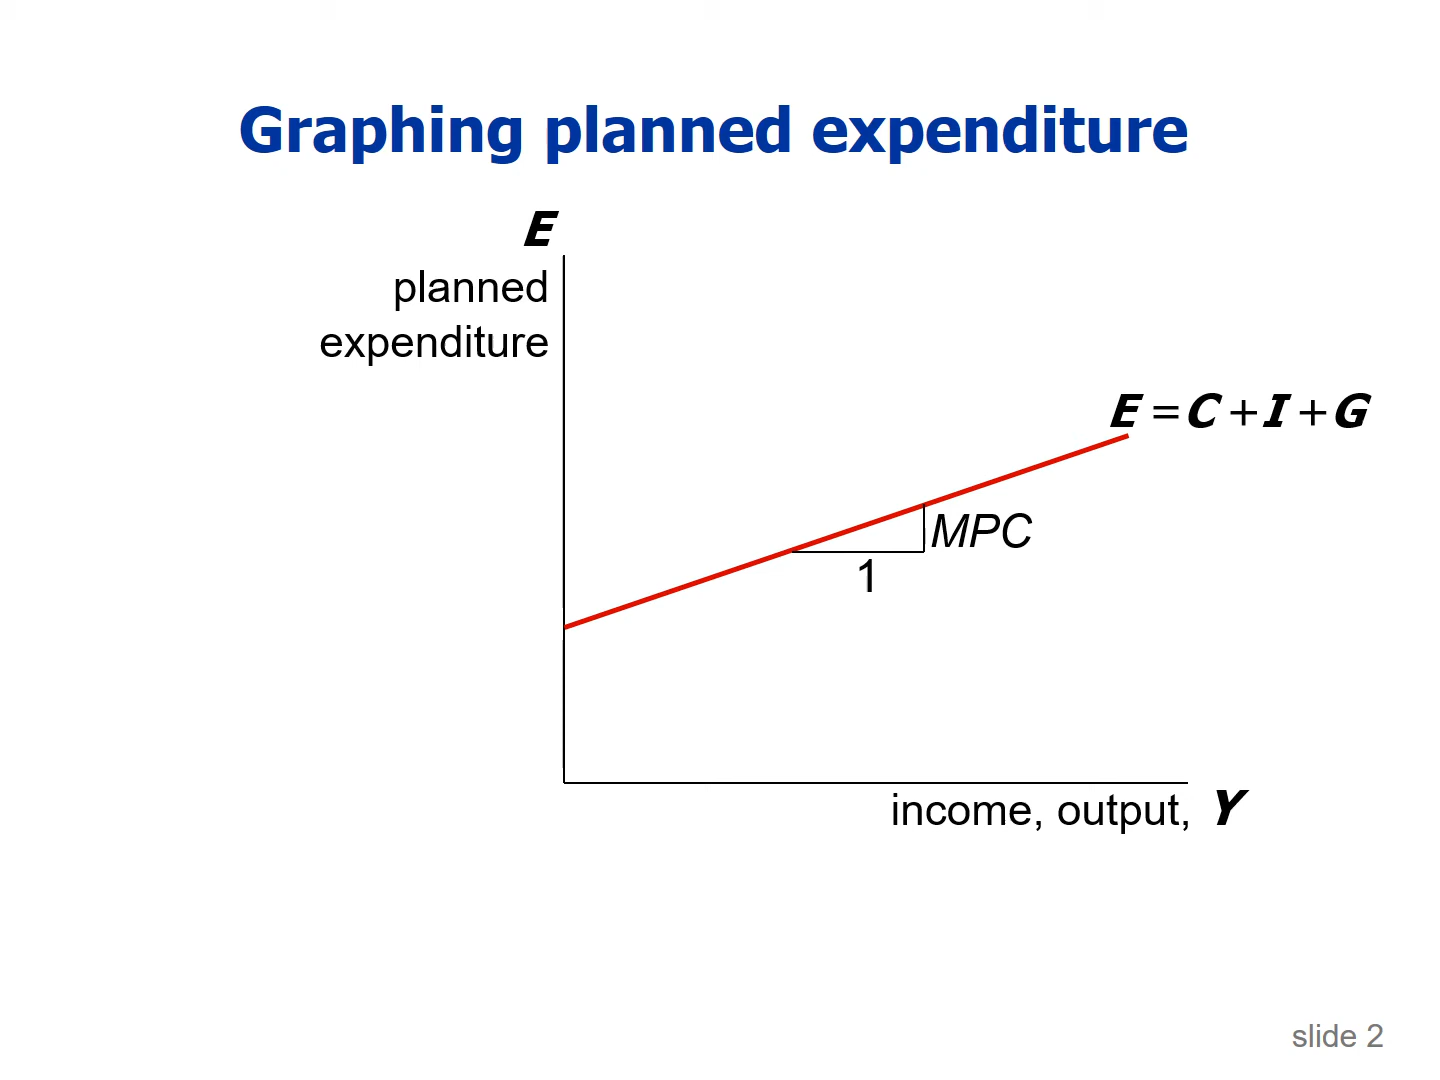 Graphing planned expenditure
E
planned
expenditure
E = C + I + G
MPC
1
income, output, Y
slide 2